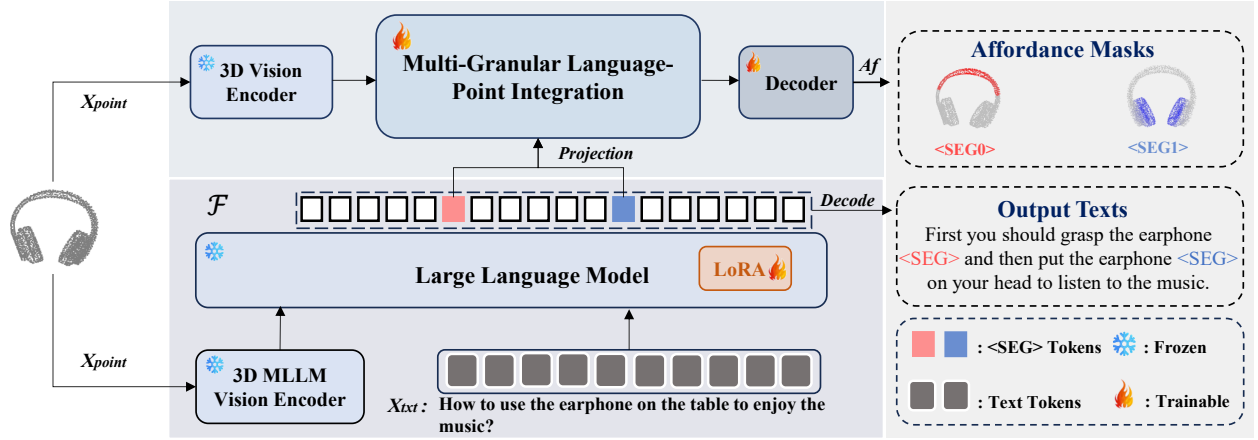 Xpoint
3D Vision
Encoder
Multi-Granular Language-
Point Integration
Decoder
Af
Affordance Masks
<SEG0>
<SEG1>
Projection
ℱ
Decode
Large Language Model
LoRA
Output Texts
First you should grasp the earphone
<SEG> and then put the earphone <SEG>
on your head to listen to the music.
Xpoint
3D MLLM
Vision Encoder
Xtxt : How to use the earphone on the table to enjoy the
music?
: <SEG> Tokens
: Frozen
: Text Tokens
: Trainable